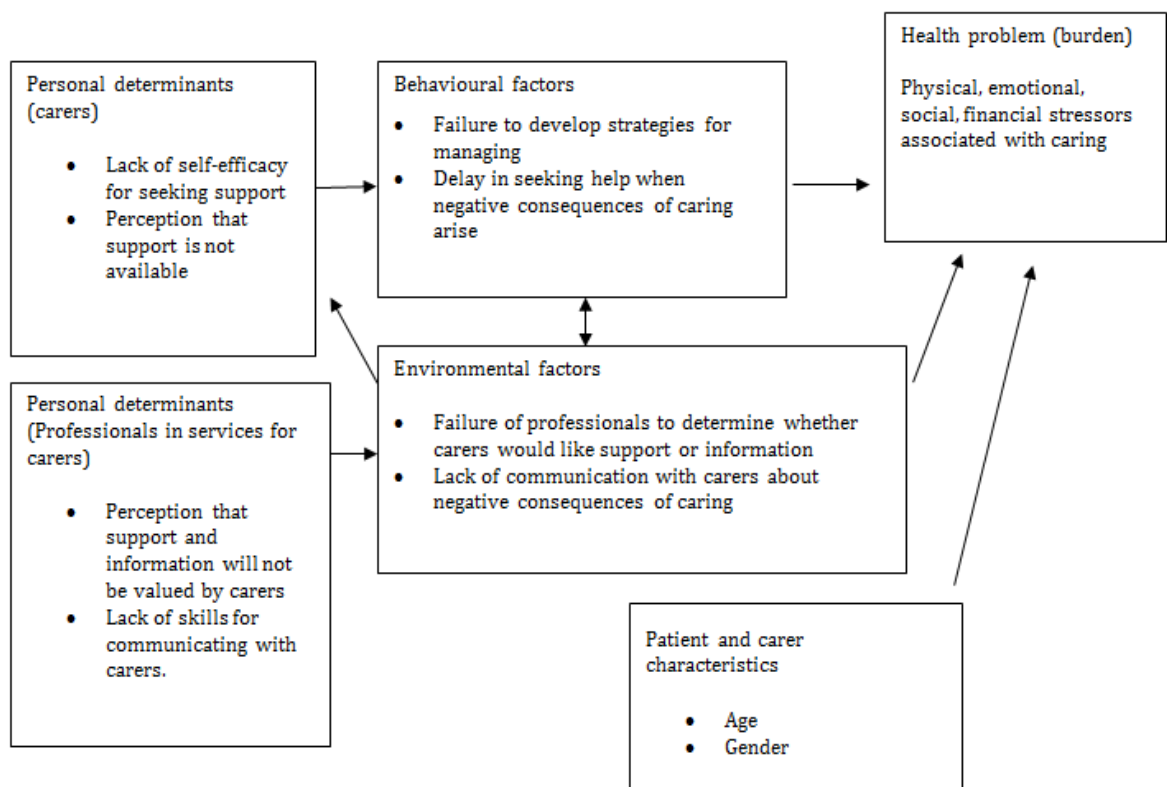 Personal determinants
(carers)
• Lack of self-efficacy
for seeking support
• Perception that
support is not
available
Behavioural factors
• Failure to develop strategies for
managing
• Delay in seeking help when
negative consequences of caring
arise
Health problem (burden)
Physical, emotional,
social, financial stressors
associated with caring
Personal determinants
(Professionals in services for
carers)
• Perception that
support and
information will not
be valued by carers
• Lack of skills for
communicating with
carers.
Environmental factors
• Failure of professionals to determine whether
carers would like support or information
• Lack of communication with carers about
negative consequences of caring
Patient and carer
characteristics
• Age
• Gender